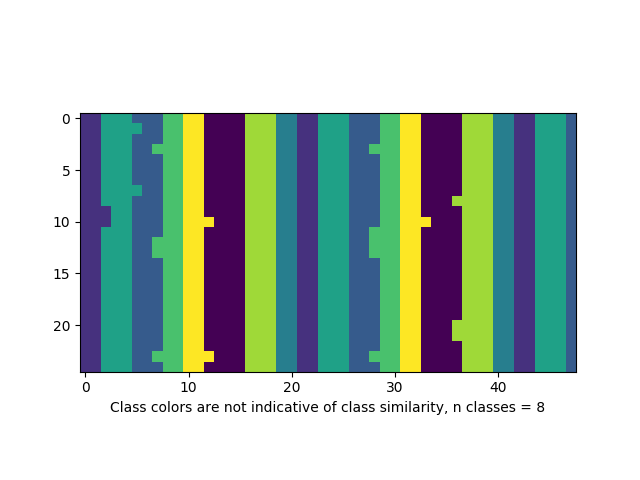 0
5
10
15
20
0 10 20 30 40
Class colors are not indicative of class similarity, n classes = 8